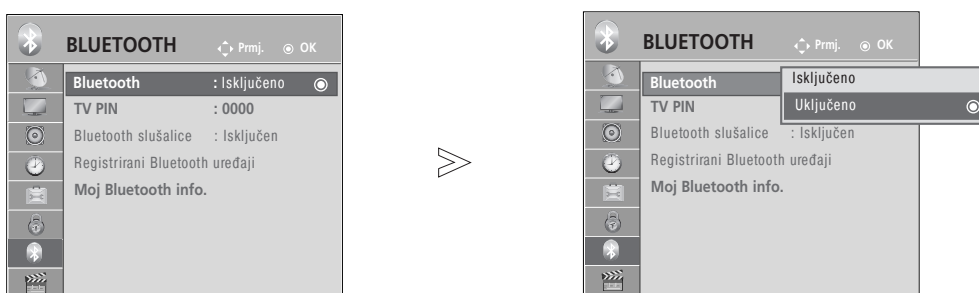 BLUETOOTH Prmj. OK
Bluetooth : Isključeno
TV PIN : 0000
Bluetooth slušalice : Isključen
Registrirani Bluetooth uređaji
Moj Bluetooth info.
BLUETOOTH Prmj. OK
Bluetooth Isključeno
Uključeno
TV PIN
Bluetooth slušalice : Isključen
Registrirani Bluetooth uređaji
Moj Bluetooth info.